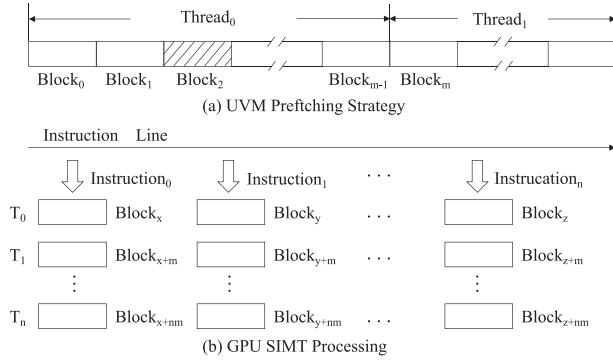 Thread0 Thread1
Block0 Block1 Block2 Blockm-1 Blockm
(a) UVM Preftching Strategy
Instruction Line
Instruction0 Instruction1 . . . Instrucationn
T0 Blockx Blocky . . . Blockz
T1 Blockx+m Blocky+m . . . Blockz+m
Tn Blockx+nm Blocky+nm . . . Blockz+nm
(b) GPU SIMT Processing